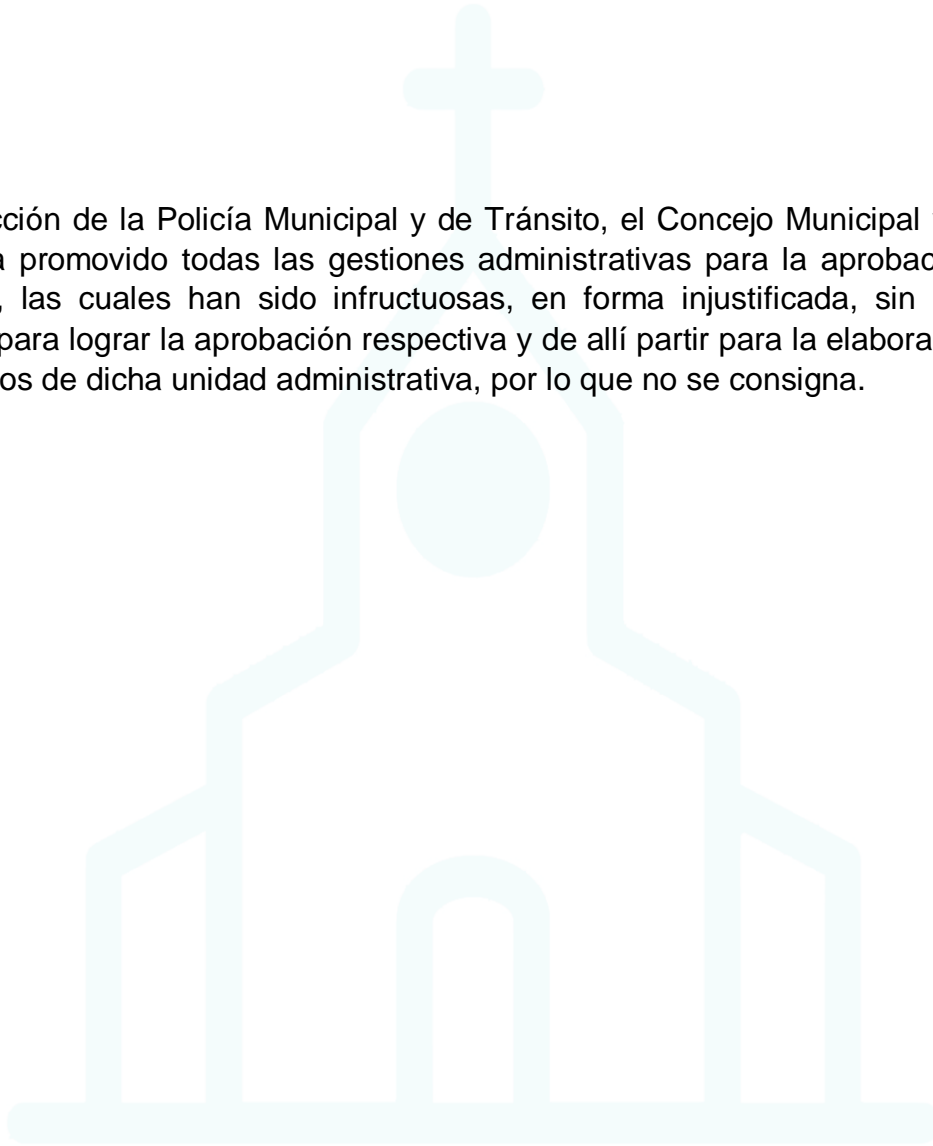 cción de la Policía Municipal y de Tránsito, el Concejo Municipal
promovido todas las gestiones administrativas para la aprobac
las cuales han sido infructuosas, en forma injustificada, sin
para lograr la aprobación respectiva y de allí partir para la elabora
os de dicha unidad administrativa, por lo que no se consigna.